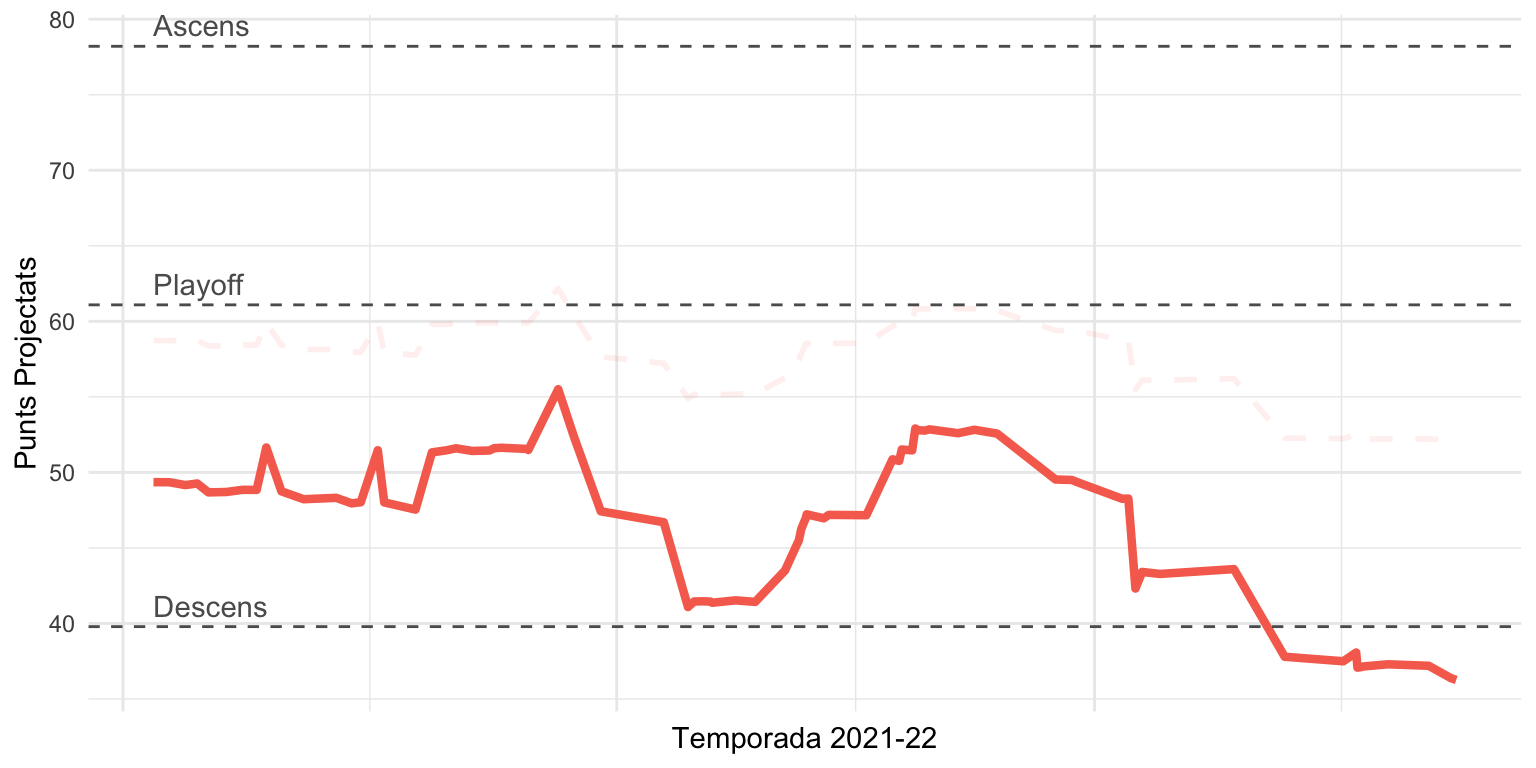 80
Ascens
70
Playoff
60
50
Descens
40
Punts Projectats
Temporada 2021-22